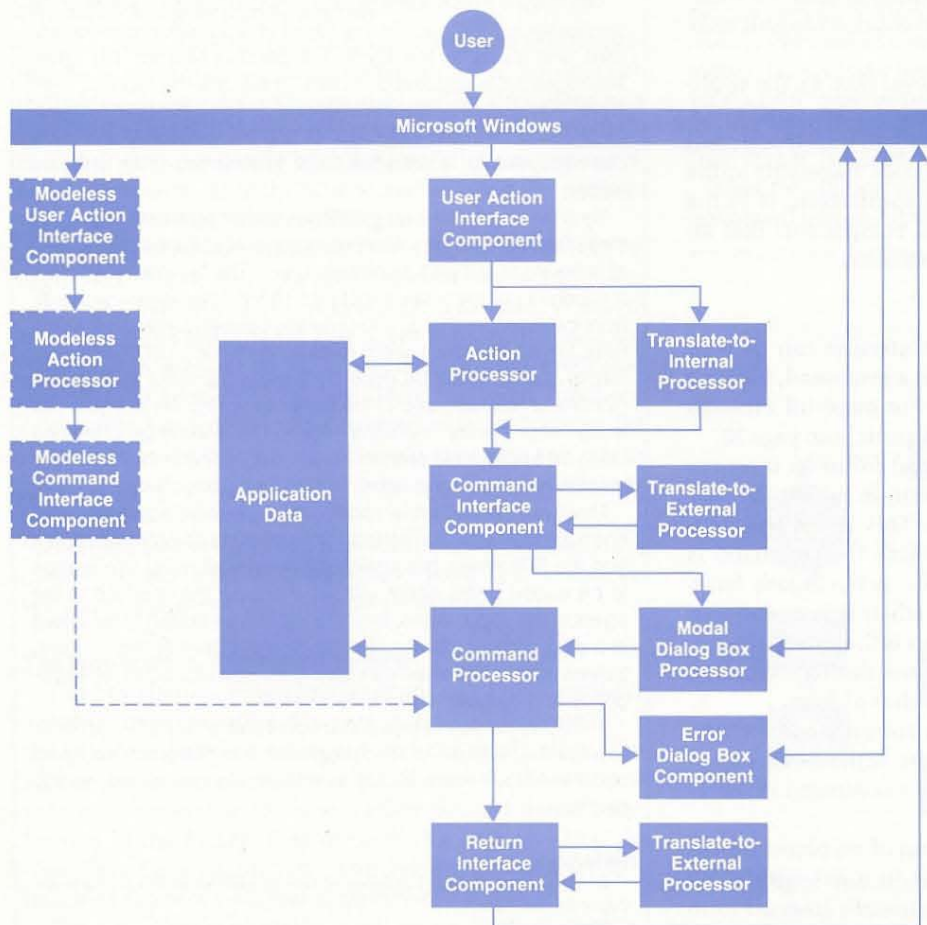 User
Microsoft Windows
Modeless
User Action
Interface
Component
User Action
Interface
Component
Modeless
Action
Processor
Action
Processor
Translate-to-
Internal
Processor
Modeless
Command
Interface
Component
Application
Data
Command
Interface
Component
Translate-to-
External
Processor
Command
Processor
Modal
Dialog Box
Processor
Error
Dialog Box
Component
Return
Interface
Component
Translate-to-
External
Processor